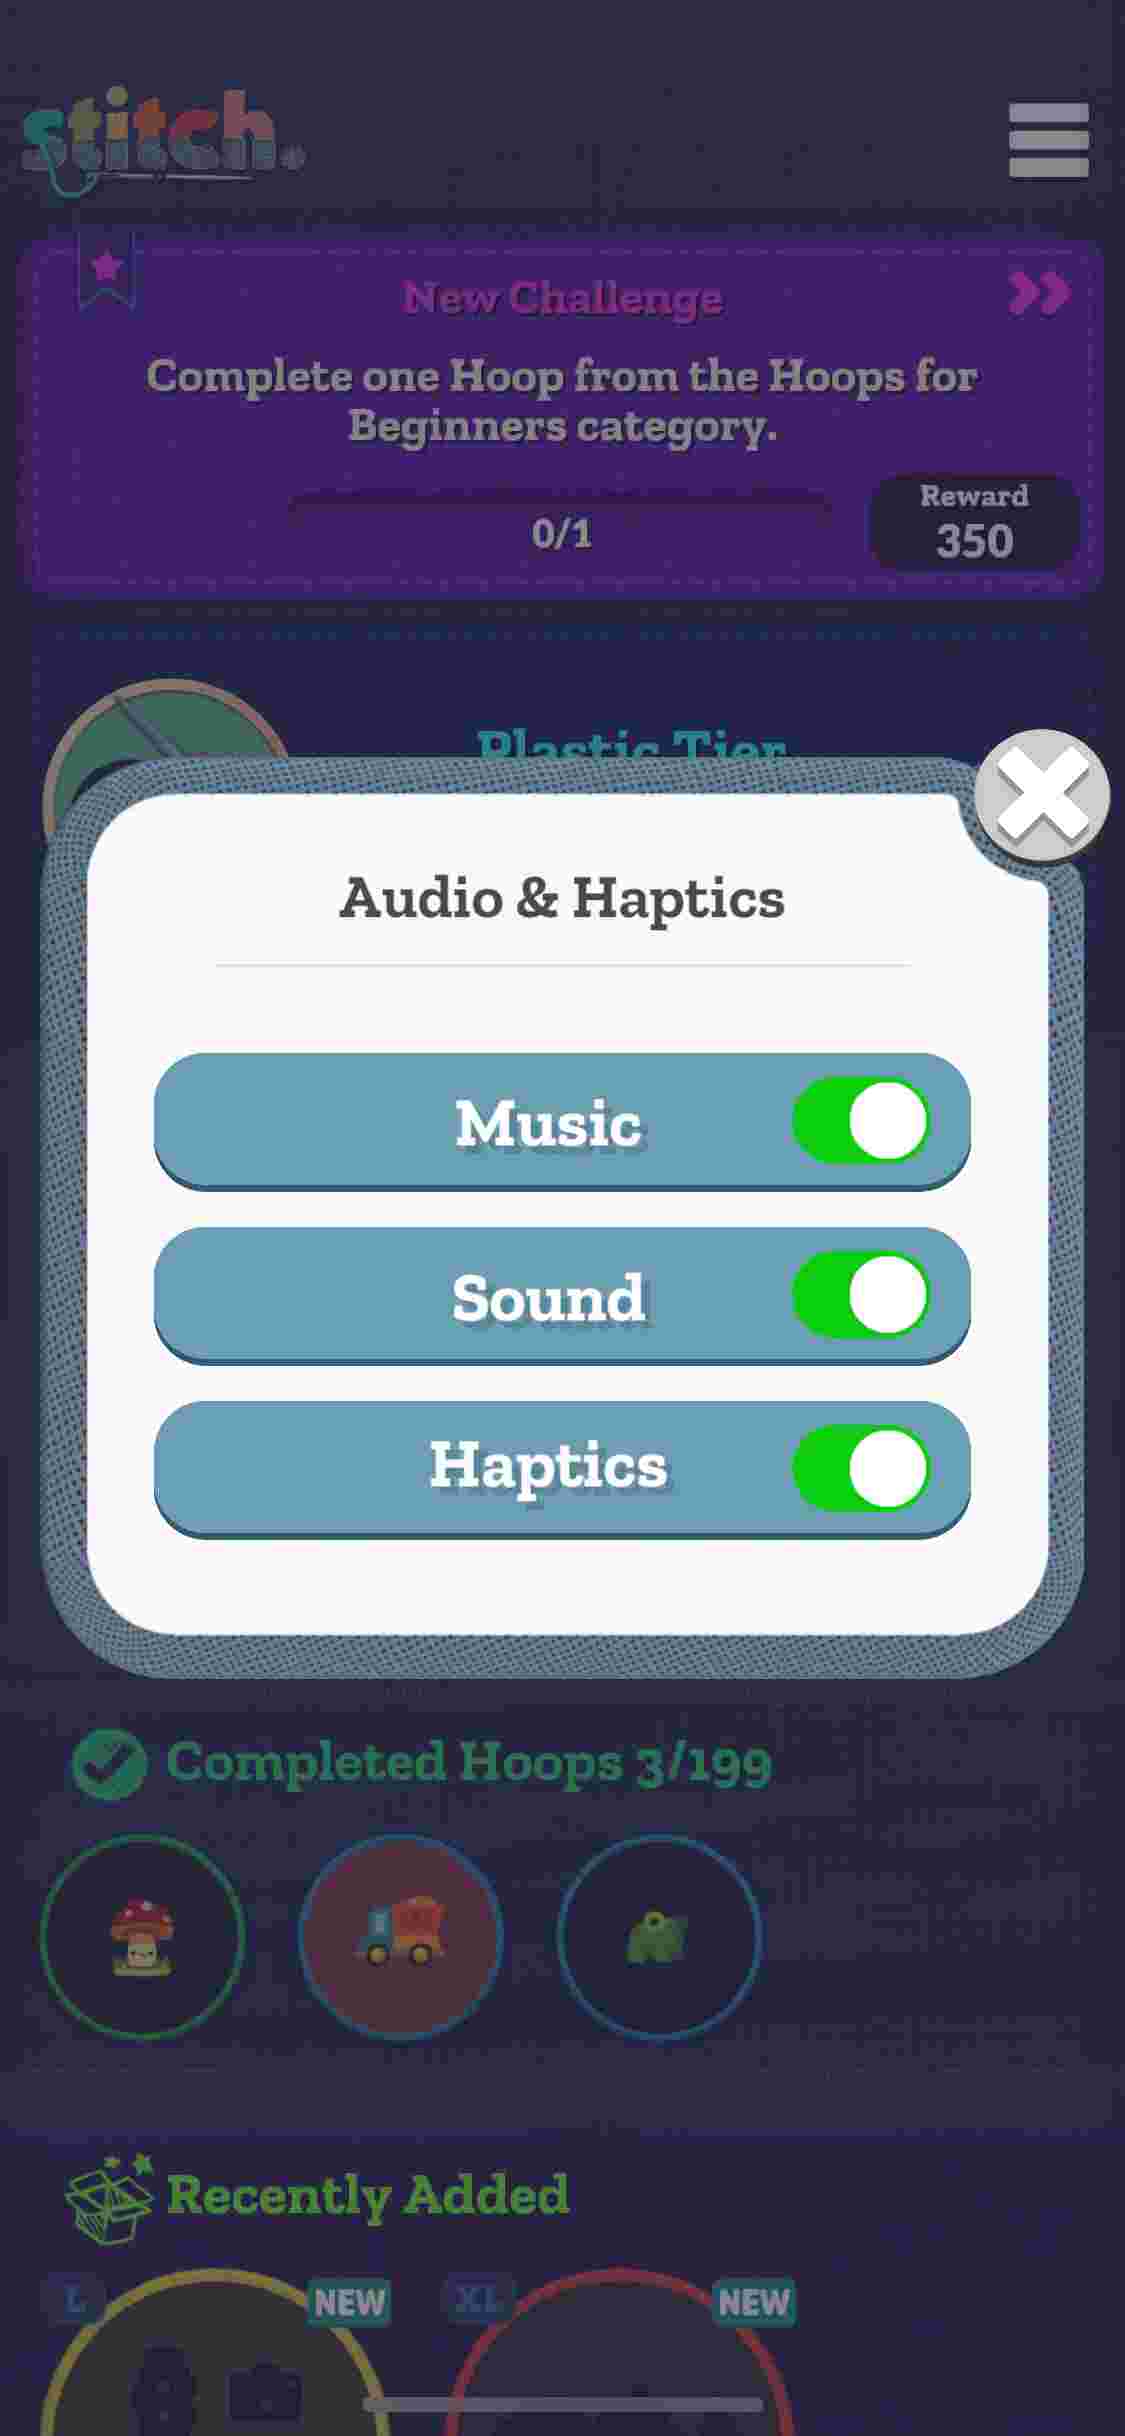 stitch.
New Challenge
Complete one Hoop from the Hoops for
Beginners category.
0/1
Reward
350
Plastic Tier
Audio & Haptics
Music
Sound
Haptics
Completed Hoops 3/199
Recently Added
L
NEW
XL
NEW